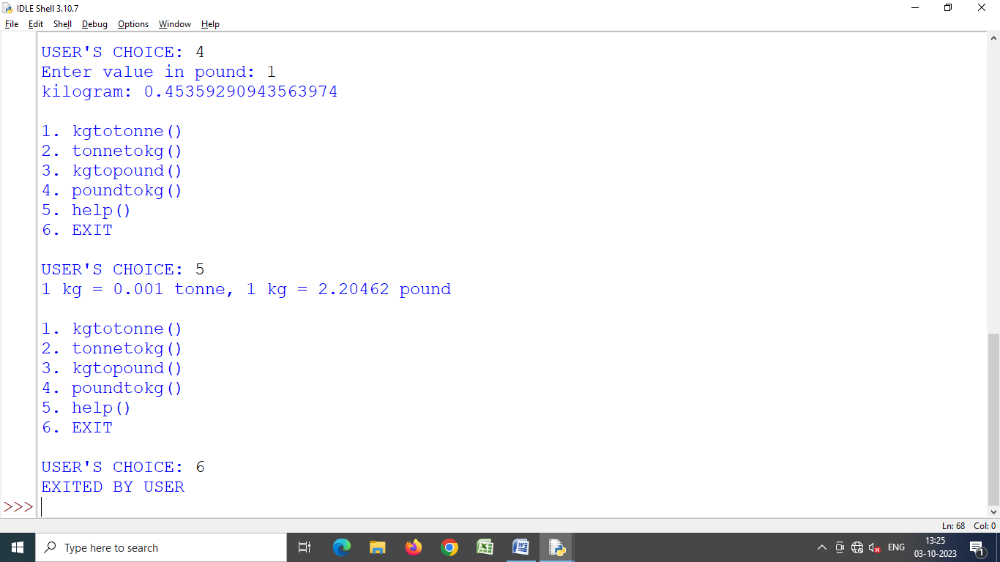 IDLE Shell 3.10.7
File Edit Shell Debug Options Window Help
USER'S CHOICE: 4
Enter value in pound: 1
kilogram: 0.45359290943563974
1. kgtotonne()
2. tonnetokg()
3. kgtopound()
4. poundtokg()
5. help()
6. EXIT
USER'S CHOICE: 5
1 kg = 0.001 tonne, 1 kg = 2.20462 pound
1. kgtotonne()
2. tonnetokg()
3. kgtopound()
4. poundtokg()
5. help()
6. EXIT
USER'S CHOICE: 6
EXITED BY USER
>>>
Ln: 68 Col: 0
Type here to search
ENG
13:25
03-10-2023
1